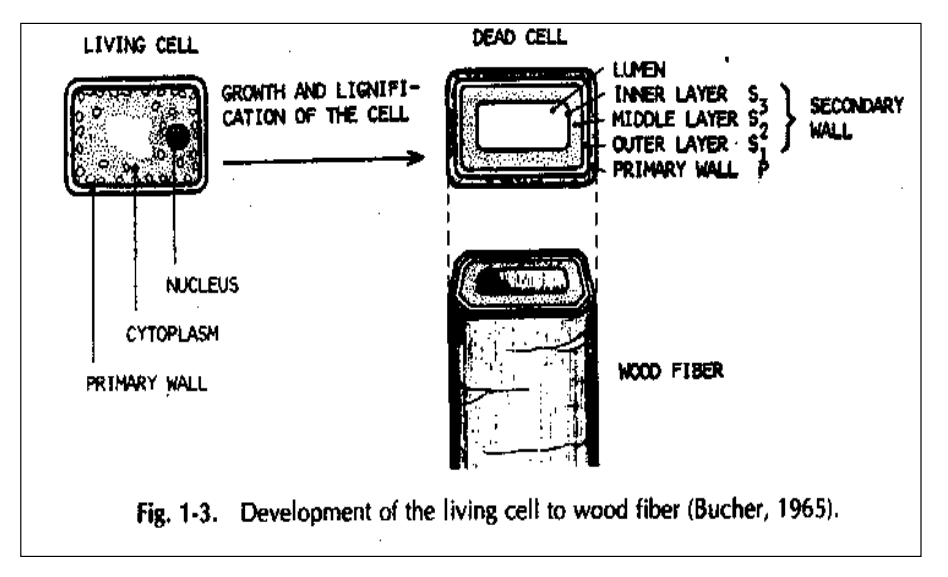 LIVING CELL
GROWTH AND LIGNIFI-
CATION OF THE CELL
NUCLEUS
CYTOPLASM
PRIMARY WALL
DEAD CELL
LUMEN
INNER LAYER S3
MIDDLE LAYER S2
OUTER LAYER S1
PRIMARY WALL P
SECONDARY
WALL
WOOD FIBER
Fig. 1-3. Development of the living cell to wood fiber (Bucher, 1965).